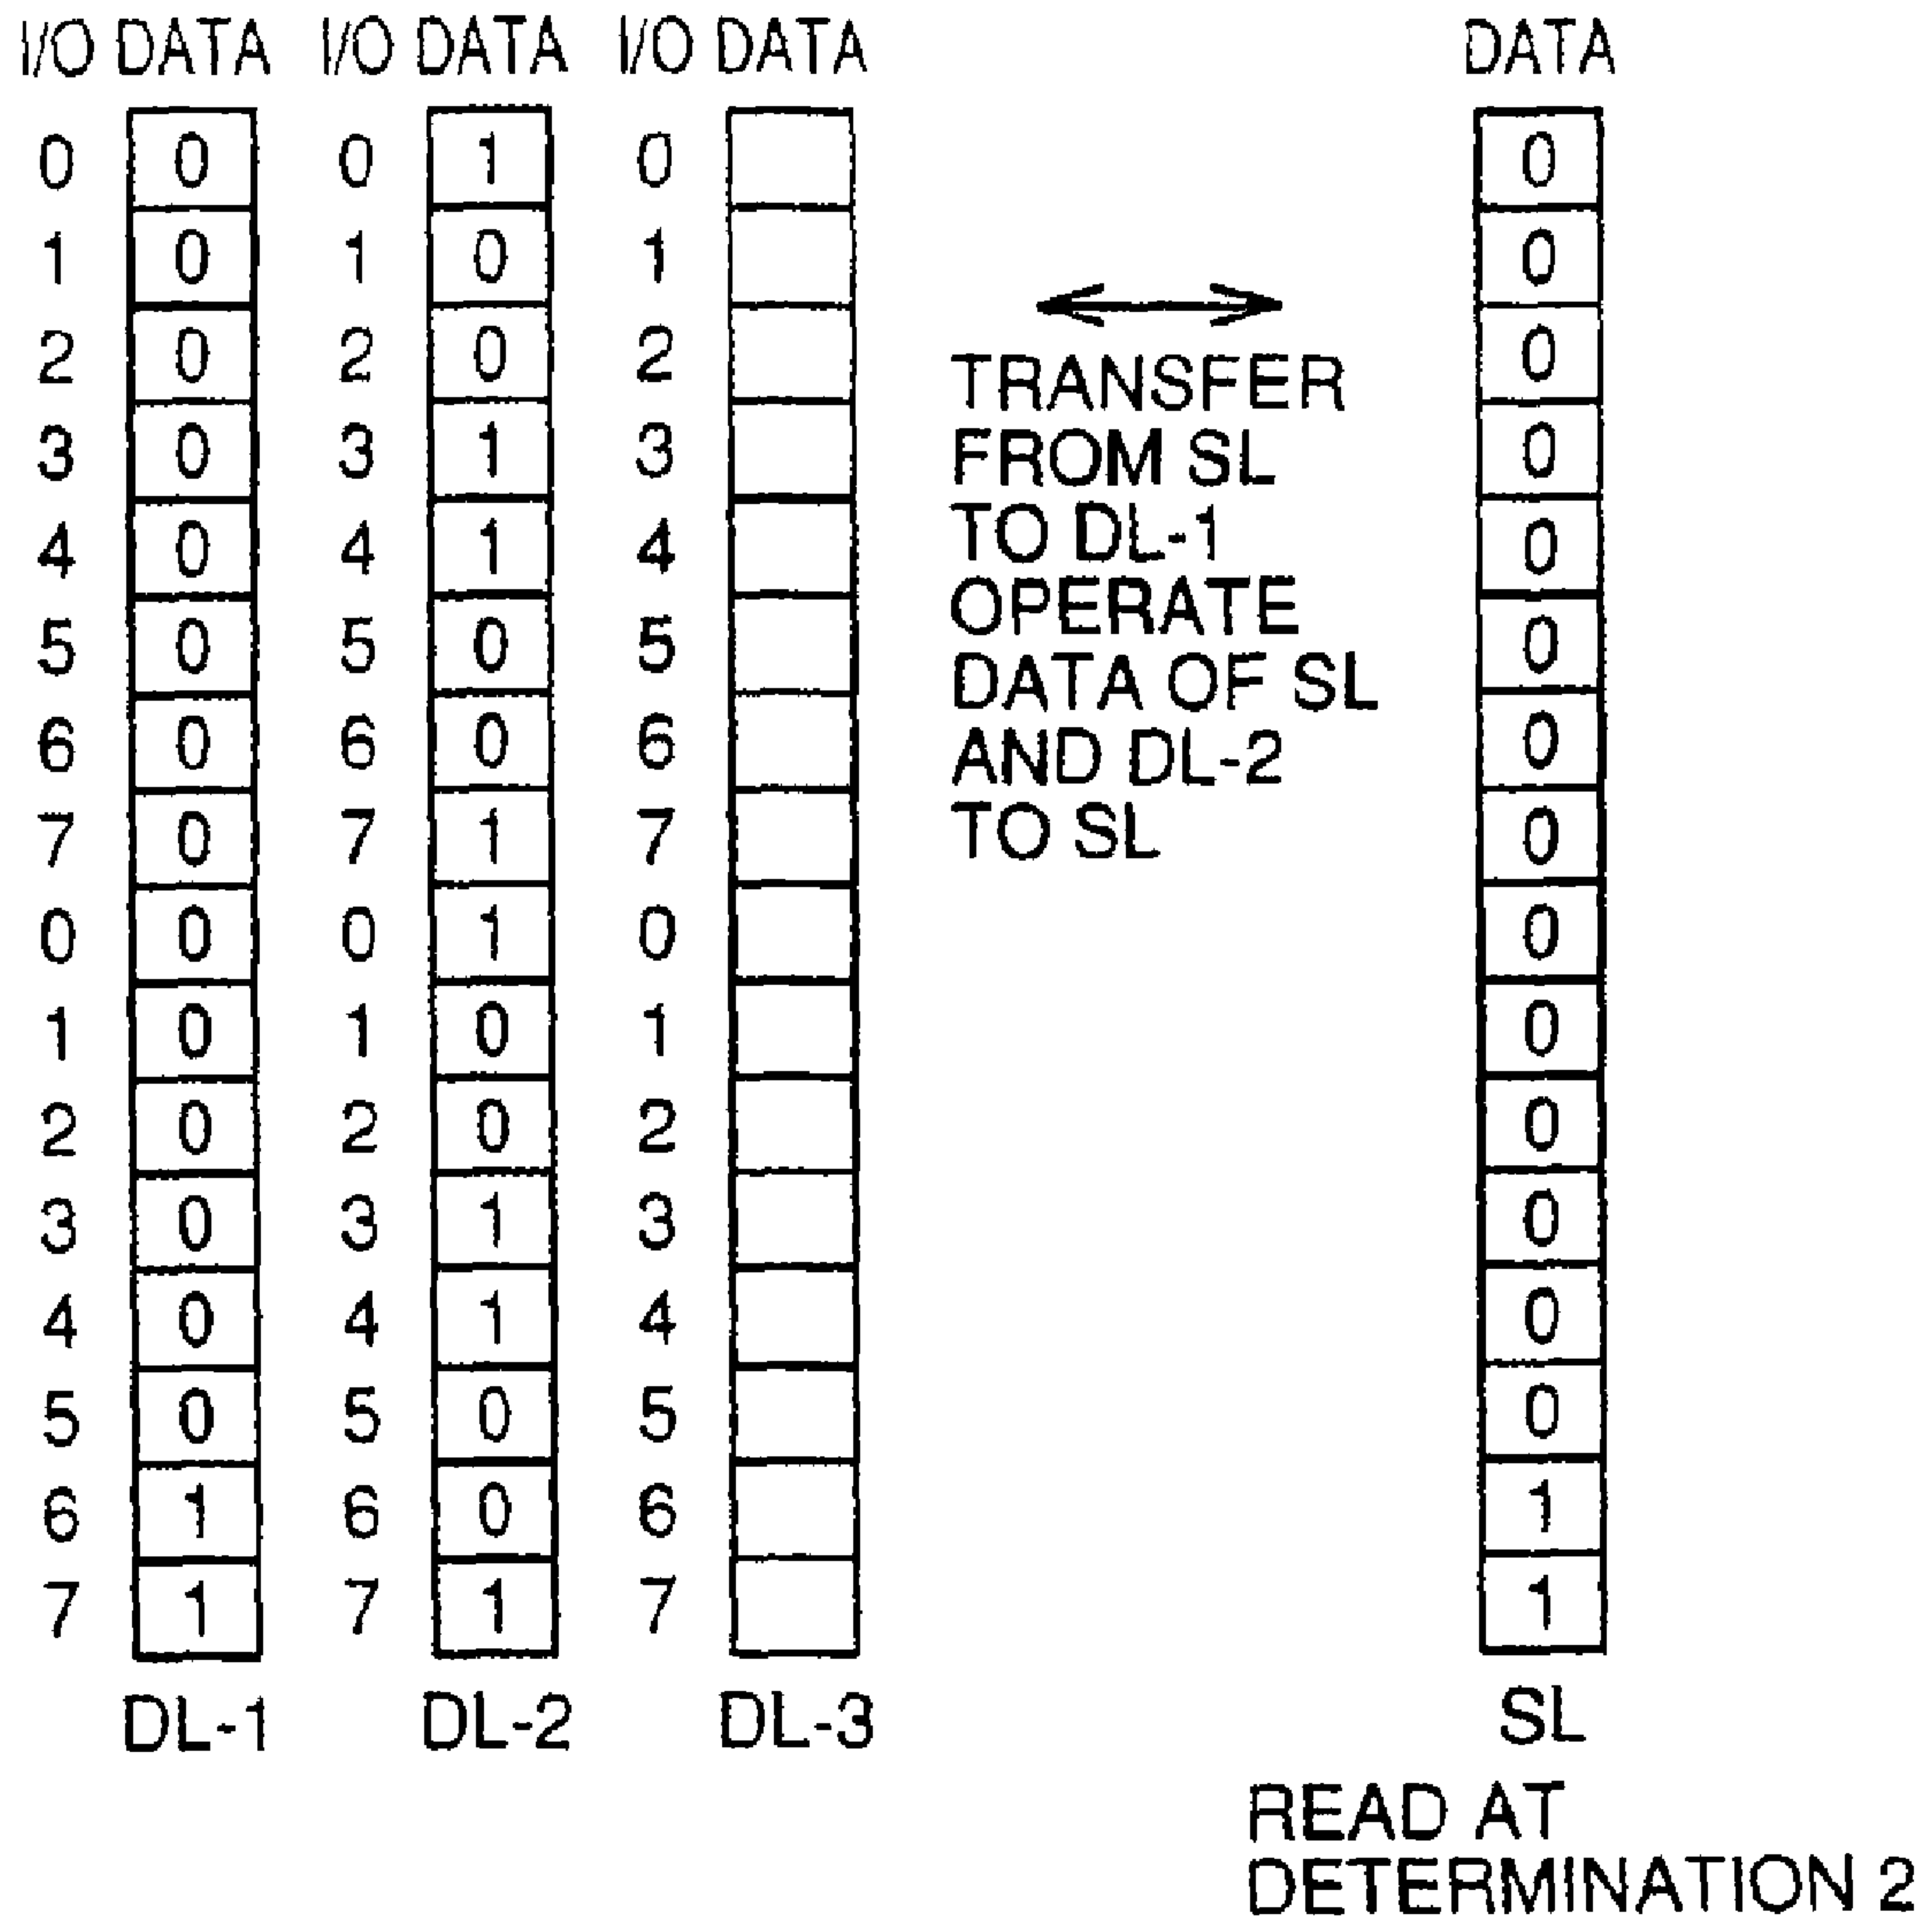 I/O DATA I/O DATA I/O DATA DATA
0 0 0 1 0 0
1 0 1 0 1 0
2 0 2 0 2 0
3 0 3 1 3 0
4 0 4 1 4 0
5 0 5 0 5 0
6 0 6 0 6 0
7 0 7 1 7 0
0 0 0 1 0 0
1 0 1 0 1 0
2 0 2 0 2 0
3 0 3 1 3 0
4 0 4 1 4 0
5 0 5 0 5 0
6 1 6 0 6 1
7 1 7 1 7 1
TRANSFER
FROM SL
TO DL-1
OPERATE
DATA OF SL
AND DL-2
TO SL
DL-1 DL-2 DL-3 SL
READ AT
DETERMINATION 2